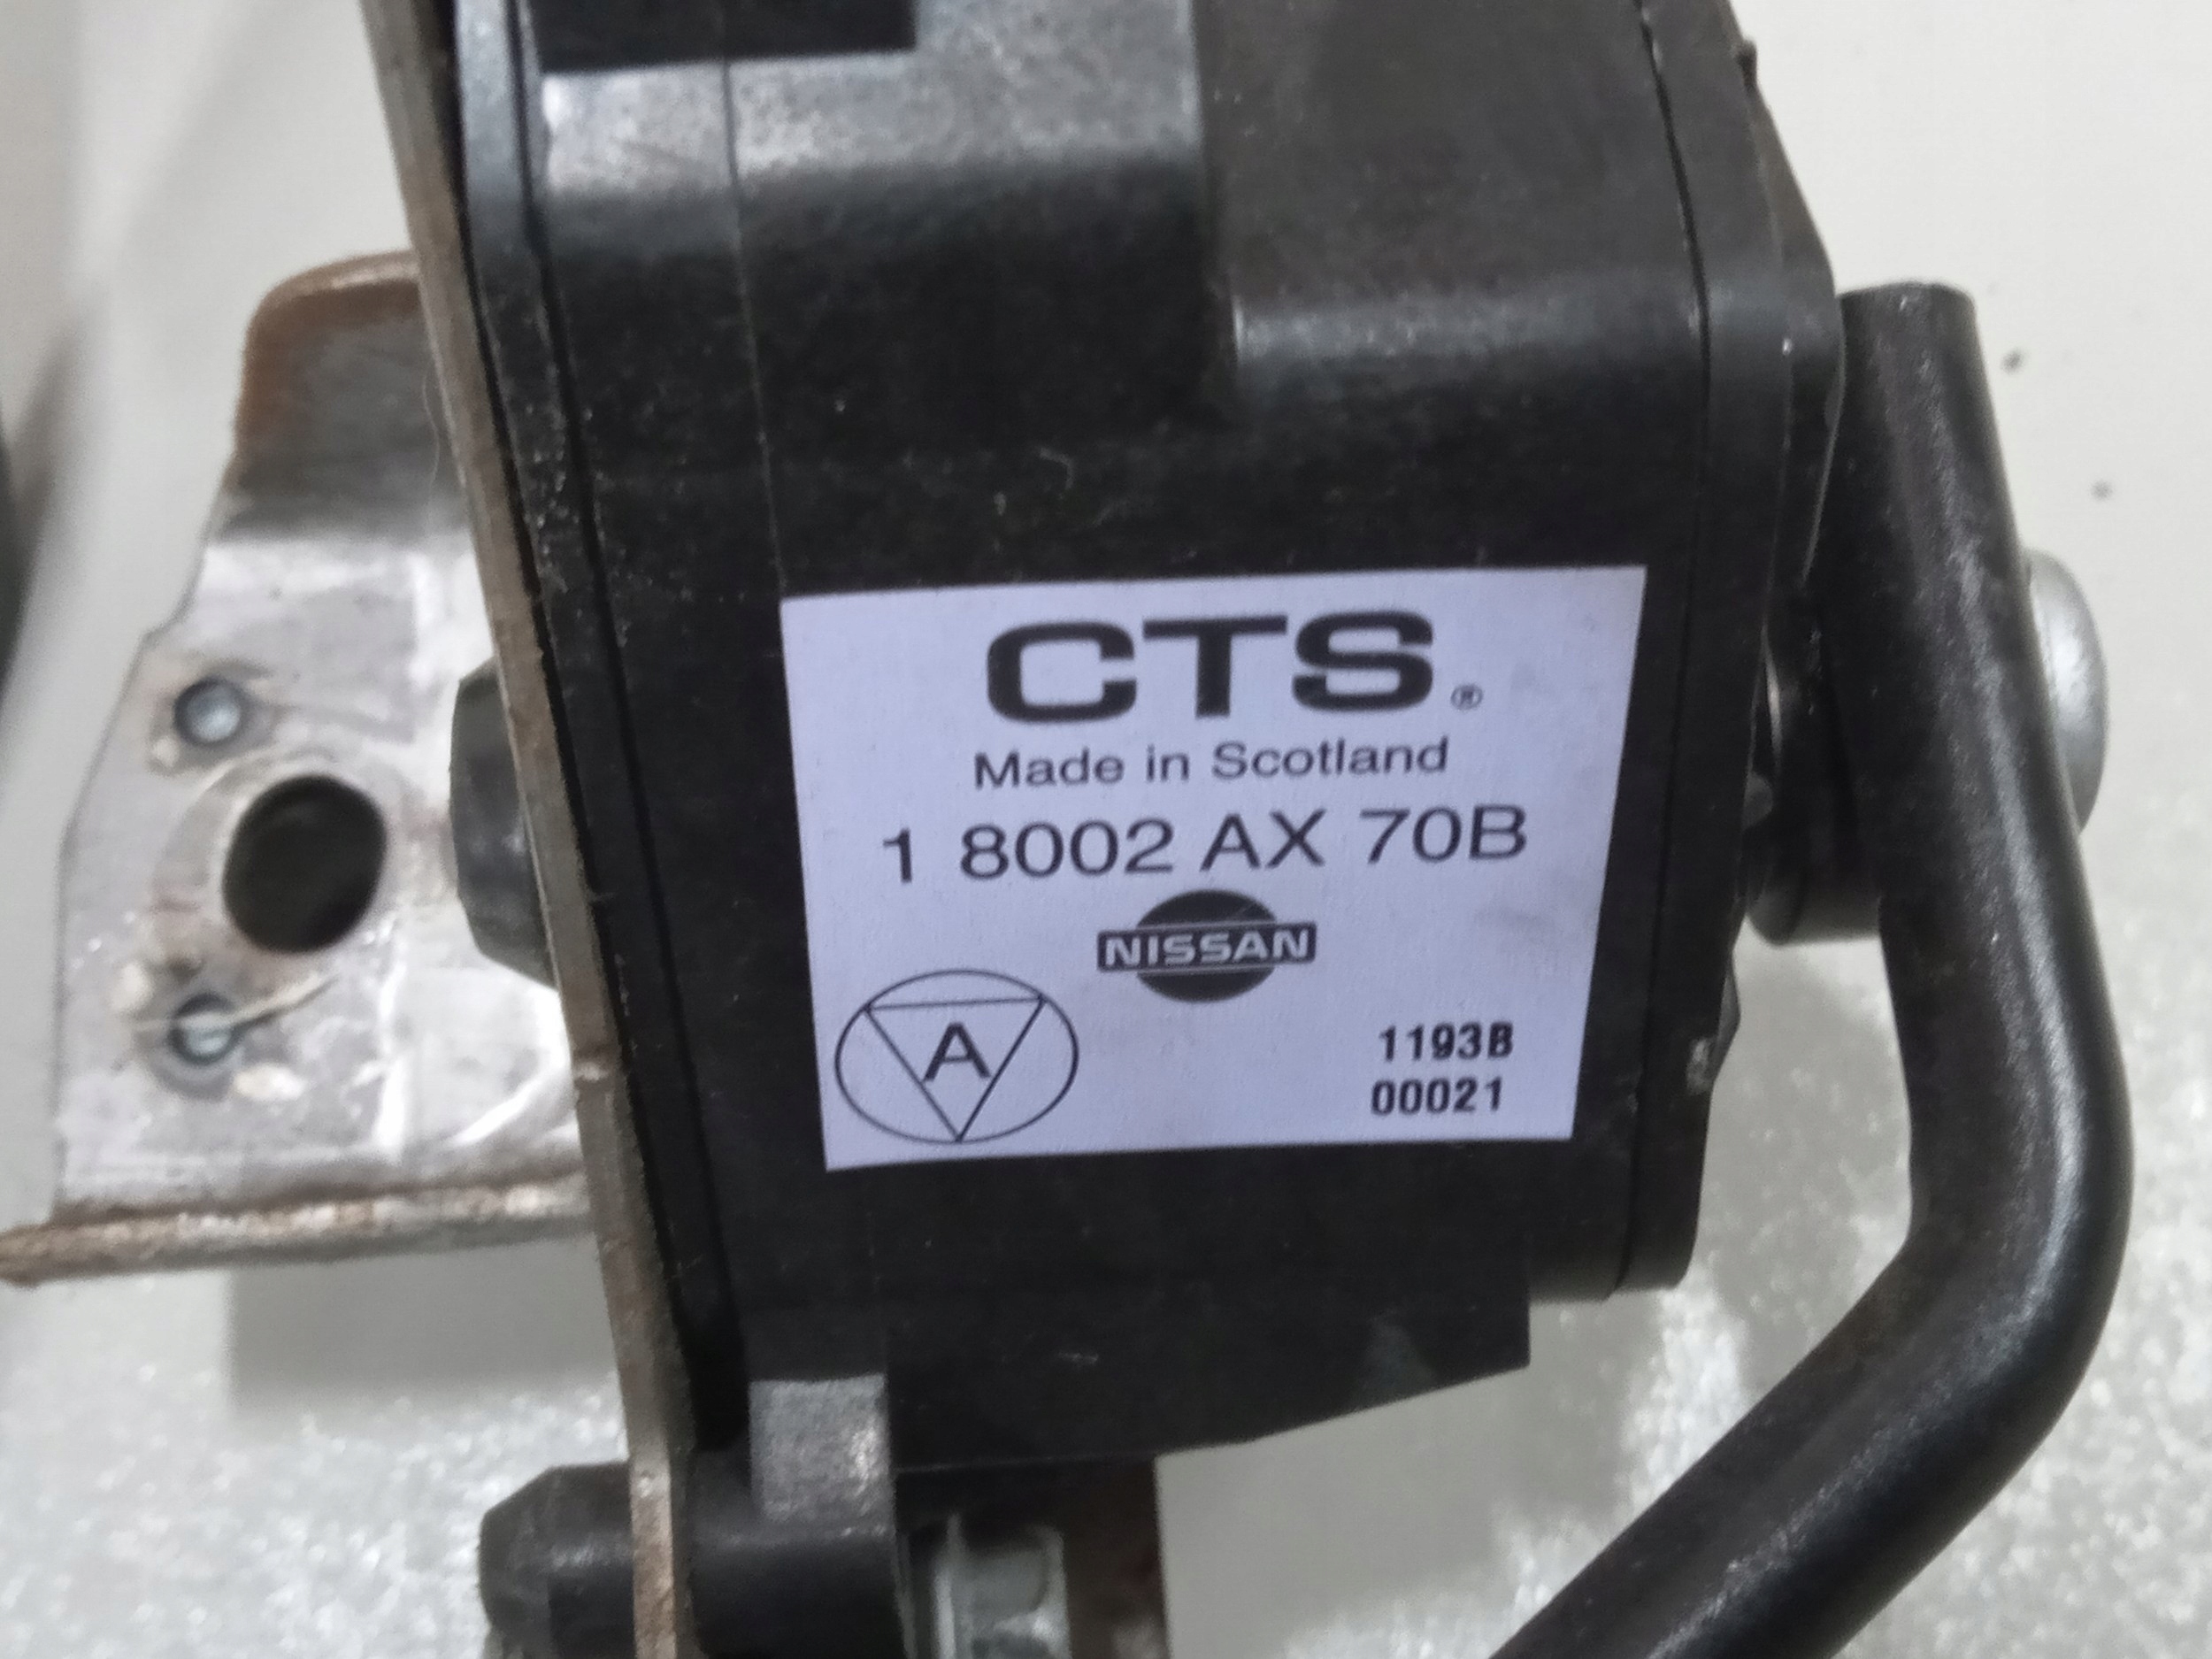 CTS®
Made in Scotland
1 8002 AX 70B
NISSAN
A
1193B
00021